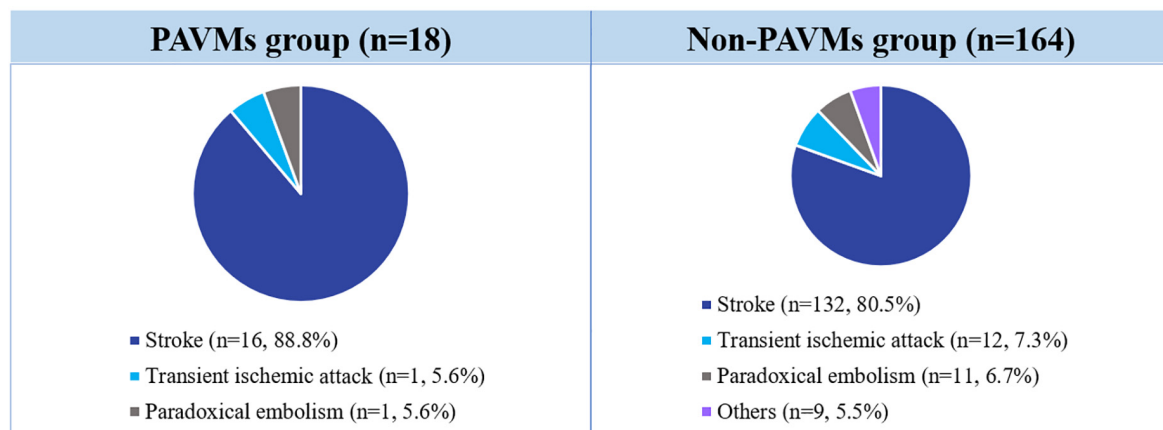 PAVMs group (n=18)
Non-PAVMs group (n=164)
Stroke (n=16, 88.8%)
Transient ischemic attack (n=1, 5.6%)
Paradoxical embolism (n=1, 5.6%)
Stroke (n=132, 80.5%)
Transient ischemic attack (n=12, 7.3%)
Paradoxical embolism (n=11, 6.7%)
Others (n=9, 5.5%)